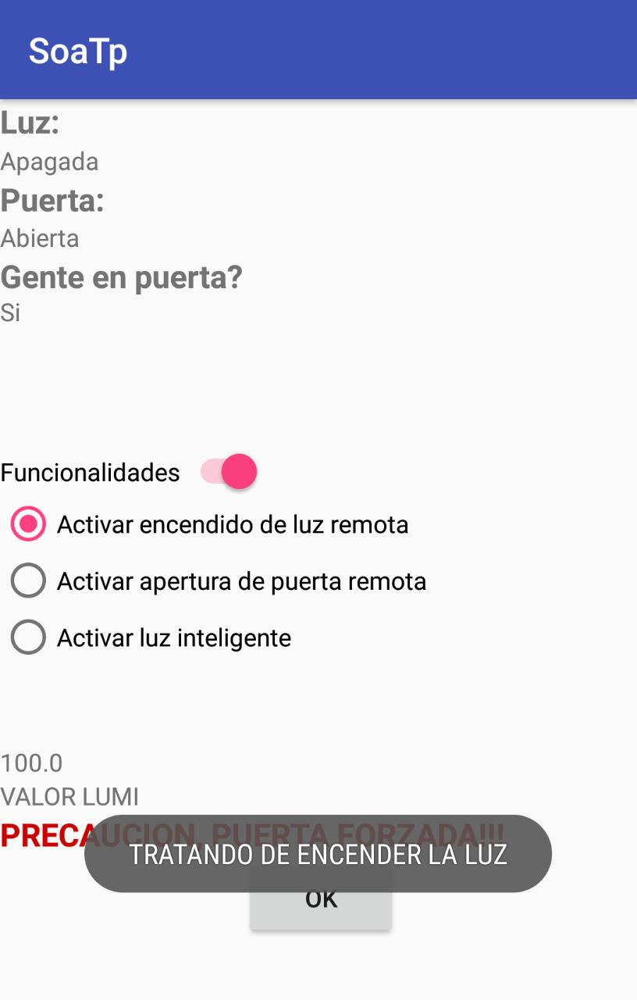 SoaTp
Luz:
Apagada
Puerta:
Abierta
Gente en puerta?
Si
Funcionalidades
Activar encendido de luz remota
Activar apertura de puerta remota
Activar luz inteligente
100.0
VALOR LUMI
PRECAUCION, PUERTA FORZADA!!!
TRATANDO DE ENCENDER LA LUZ
OK